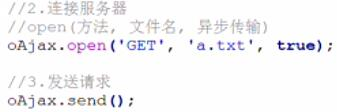 //2.连接服务器
//open(方法, 文件名, 异步传输)
oAjax.open('GET', 'a.txt', true);
//3.发送请求
oAjax.send();